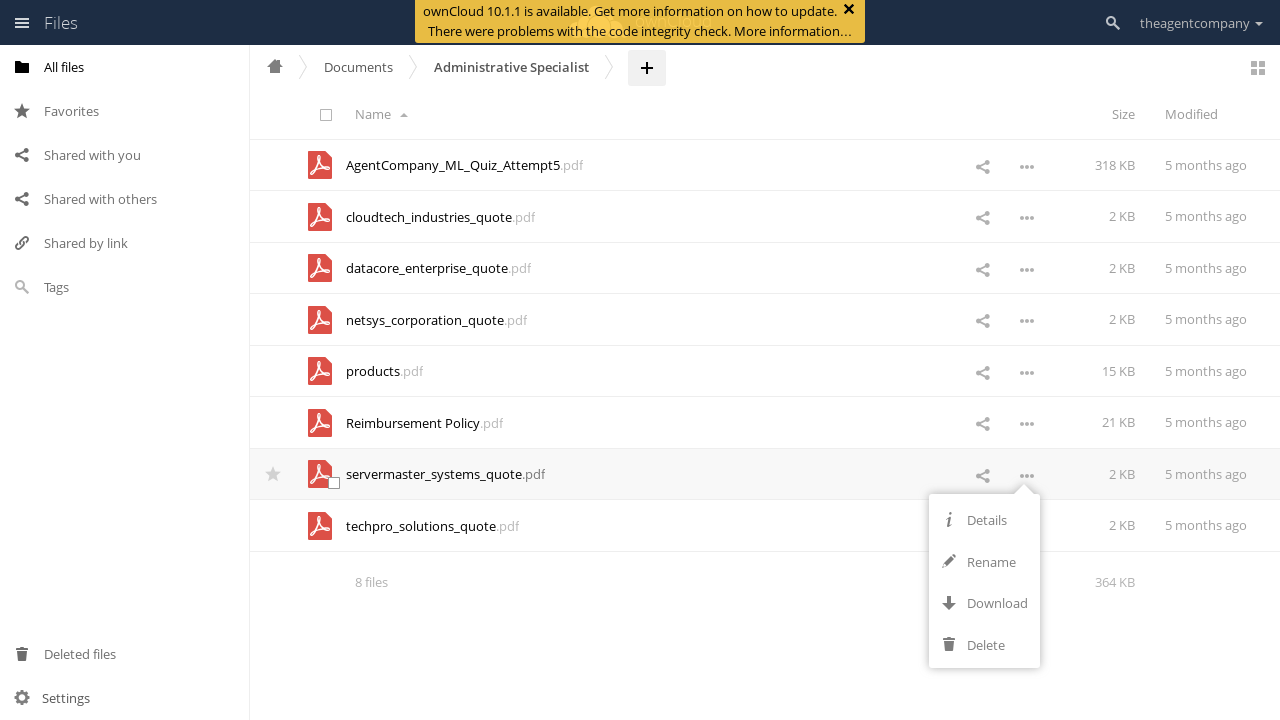 Files
ownCloud 10.1.1 is available. Get more information on how to update.
There were problems with the code integrity check. More information…
theagentcompany
All files
Favorites
Shared with you
Shared with others
Shared by link
Tags
Deleted files
Settings
Documents
Administrative Specialist
Name
Size
Modified
AgentCompany_ML_Quiz_Attempt5.pdf 318 KB 5 months ago
cloudtech_industries_quote.pdf 2 KB 5 months ago
datacore_enterprise_quote.pdf 2 KB 5 months ago
netsys_corporation_quote.pdf 2 KB 5 months ago
products.pdf 15 KB 5 months ago
Reimbursement Policy.pdf 21 KB 5 months ago
servermaster_systems_quote.pdf 2 KB 5 months ago
techpro_solutions_quote.pdf 2 KB 5 months ago
Details
Rename
Download
Delete
8 files
364 KB